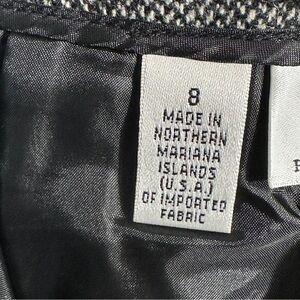 8
MADE IN
NORTHERN
MARIANA
ISLANDS
(U.S.A.)
OF IMPORTED
FABRIC